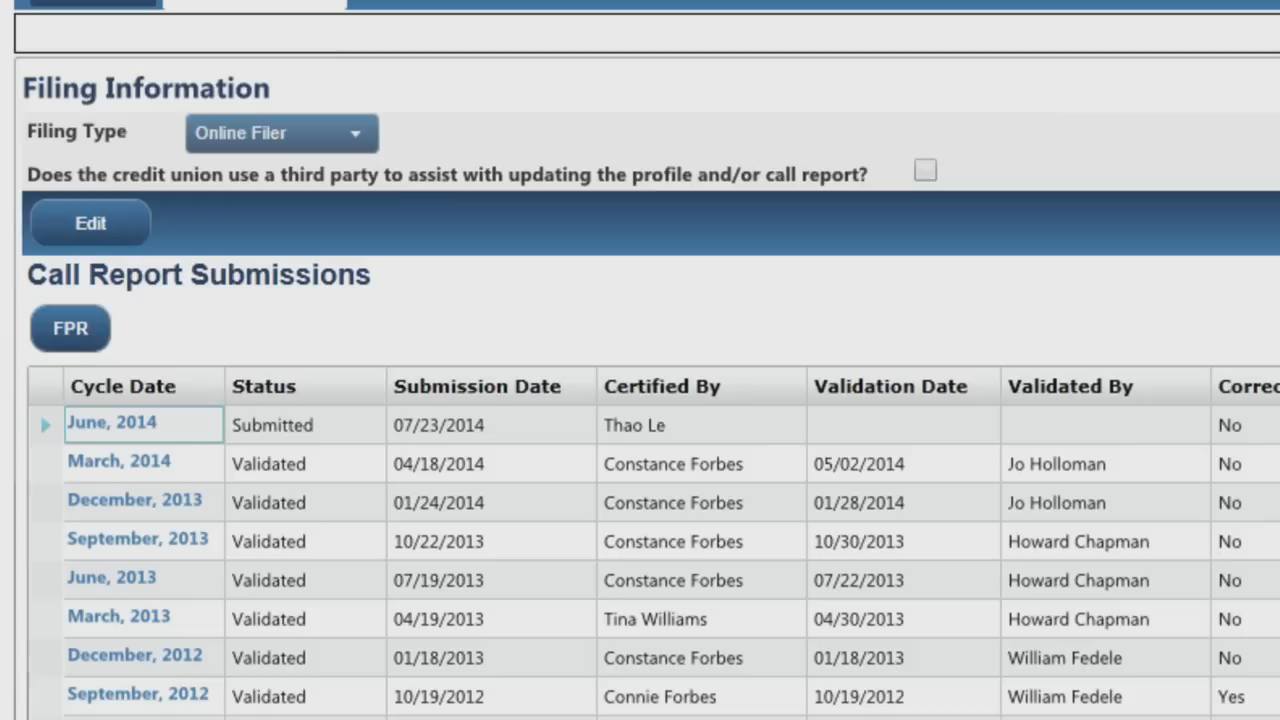 Filing Information
Filing Type Online Filer
Does the credit union use a third party to assist with updating the profile and/or call report?
Edit
Call Report Submissions
FPR
Cycle Date Status Submission Date Certified By Validation Date Validated By Correc
June, 2014 Submitted 07/23/2014 Thao Le No
March, 2014 Validated 04/18/2014 Constance Forbes 05/02/2014 Jo Holloman No
December, 2013 Validated 01/24/2014 Constance Forbes 01/28/2014 Jo Holloman No
September, 2013 Validated 10/22/2013 Constance Forbes 10/30/2013 Howard Chapman No
June, 2013 Validated 07/19/2013 Constance Forbes 07/22/2013 Howard Chapman No
March, 2013 Validated 04/19/2013 Tina Williams 04/30/2013 Howard Chapman No
December, 2012 Validated 01/18/2013 Constance Forbes 01/18/2013 William Fedele No
September, 2012 Validated 10/19/2012 Connie Forbes 10/19/2012 William Fedele Yes